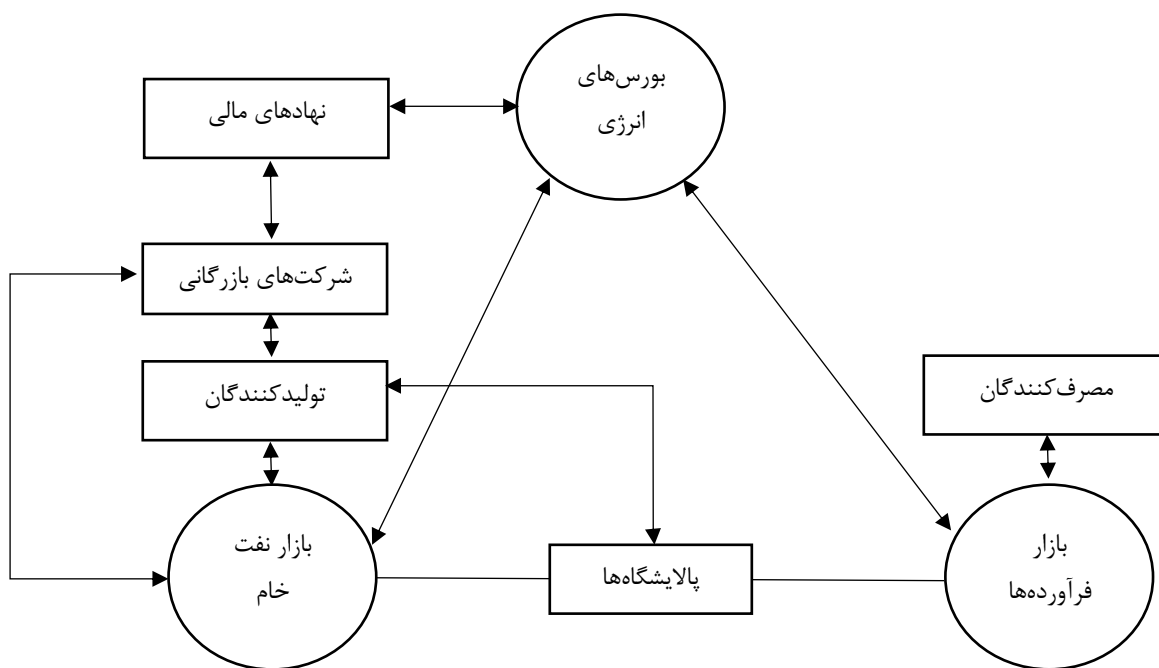 بورس‌های
انرژی
نهادهای مالی
شرکت‌های بازرگانی
تولیدکنندگان
مصرف‌کنندگان
بازار نفت
خام
پالایشگاه‌ها
بازار
فرآورده‌ها